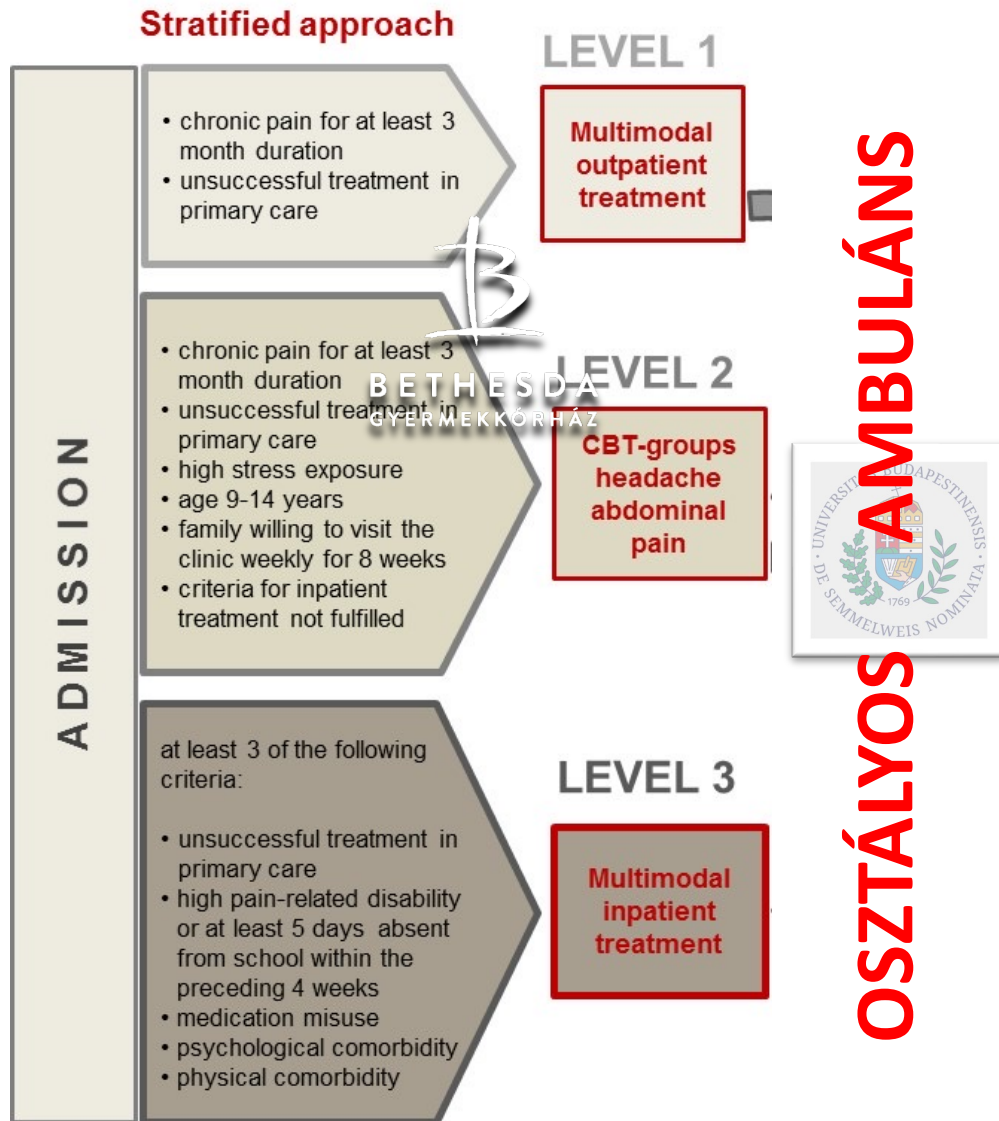 Stratified approach
ADMISSION
• chronic pain for at least 3
month duration
• unsuccessful treatment in
primary care
LEVEL 1
Multimodal
outpatient
treatment
• chronic pain for at least 3
month duration
• unsuccessful treatment in
primary care
• high stress exposure
• age 9-14 years
• family willing to visit the
clinic weekly for 8 weeks
• criteria for inpatient
treatment not fulfilled
BETHESDA
GYERMEKKÓRHÁZ
LEVEL 2
CBT-groups
headache
abdominal
pain
at least 3 of the following
criteria:
• unsuccessful treatment in
primary care
• high pain-related disability
or at least 5 days absent
from school within the
preceding 4 weeks
• medication misuse
• psychological comorbidity
• physical comorbidity
LEVEL 3
Multimodal
inpatient
treatment
OSZTÁLYOS AMBULÁNS
DE SEMMELWEIS NOMINATA
1769